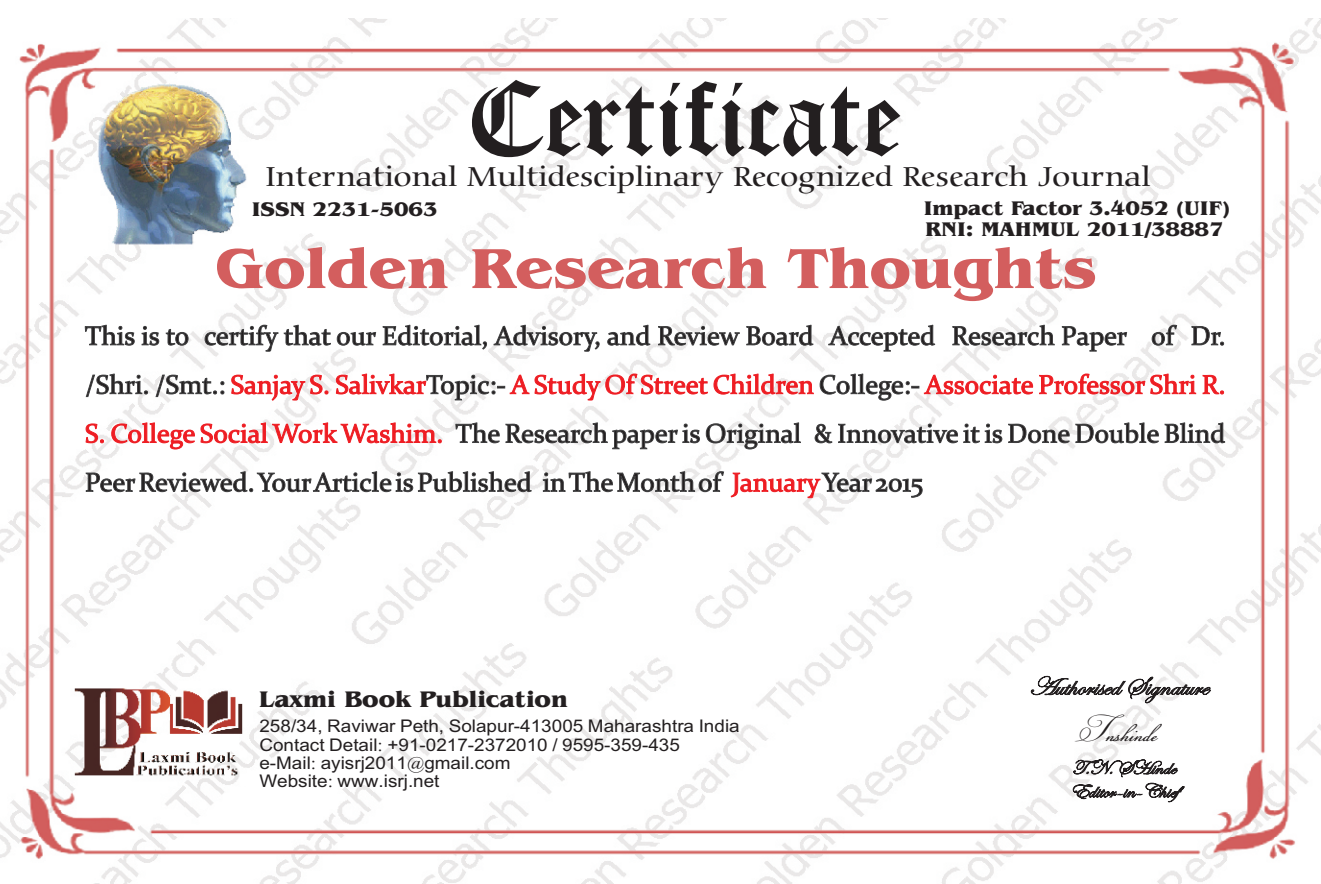 Certificate
International Multidesciplinary Recognized Research Journal
ISSN 2231-5063
Impact Factor 3.4052 (UIF)
RNI: MAHMUL 2011/38887
Golden Research Thoughts
This is to certify that our Editorial, Advisory, and Review Board Accepted Research Paper of Dr.
/Shri. /Smt.: Sanjay S. SalivkarTopic:- A Study Of Street Children College:- Associate Professor Shri R.
S. College Social Work Washim. The Research paper is Original & Innovative it is Done Double Blind
Peer Reviewed. Your Article is Published in The Month of January Year 2015
LBP
Laxmi Book
Publication's
Laxmi Book Publication
258/34, Raviwar Peth, Solapur-413005 Maharashtra India
Contact Detail: +91-0217-2372010 / 9595-359-435
e-Mail: ayisrj2011@gmail.com
Website: www.isrj.net
Authorised Signature
Tnshinde
T.N. SHinde
Editor-in- Chief